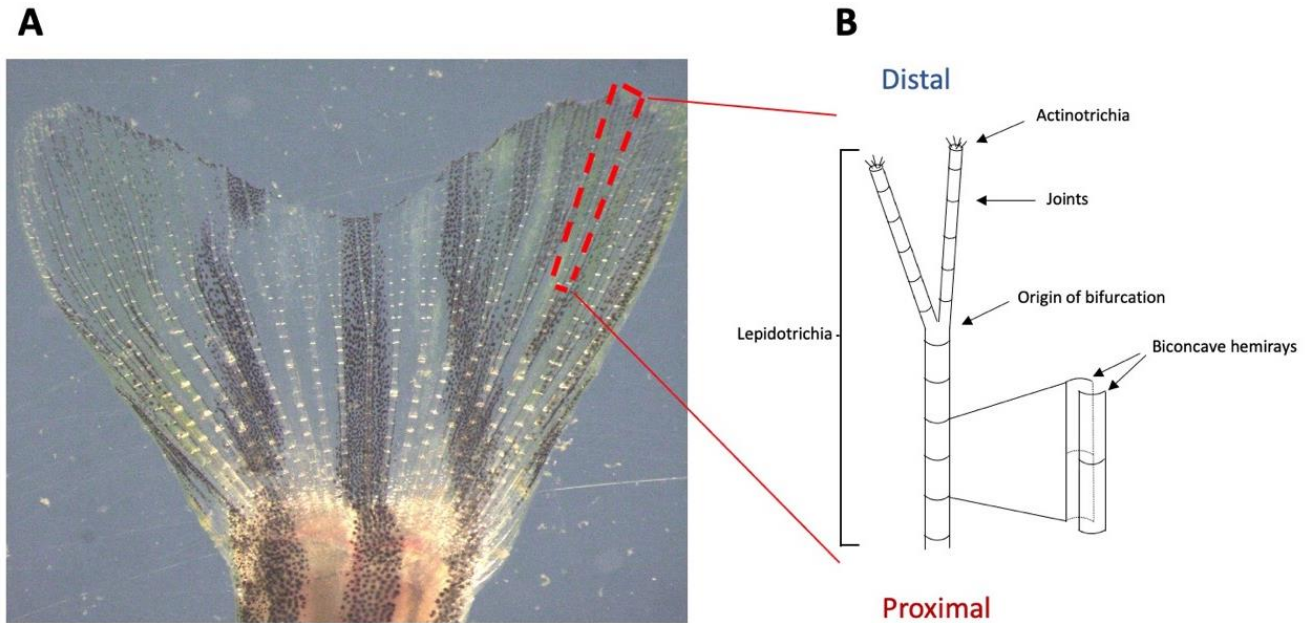 A
B
Distal
Actinotrichia
Joints
Origin of bifurcation
Lepidotrichia
Biconcave hemirays
Proximal